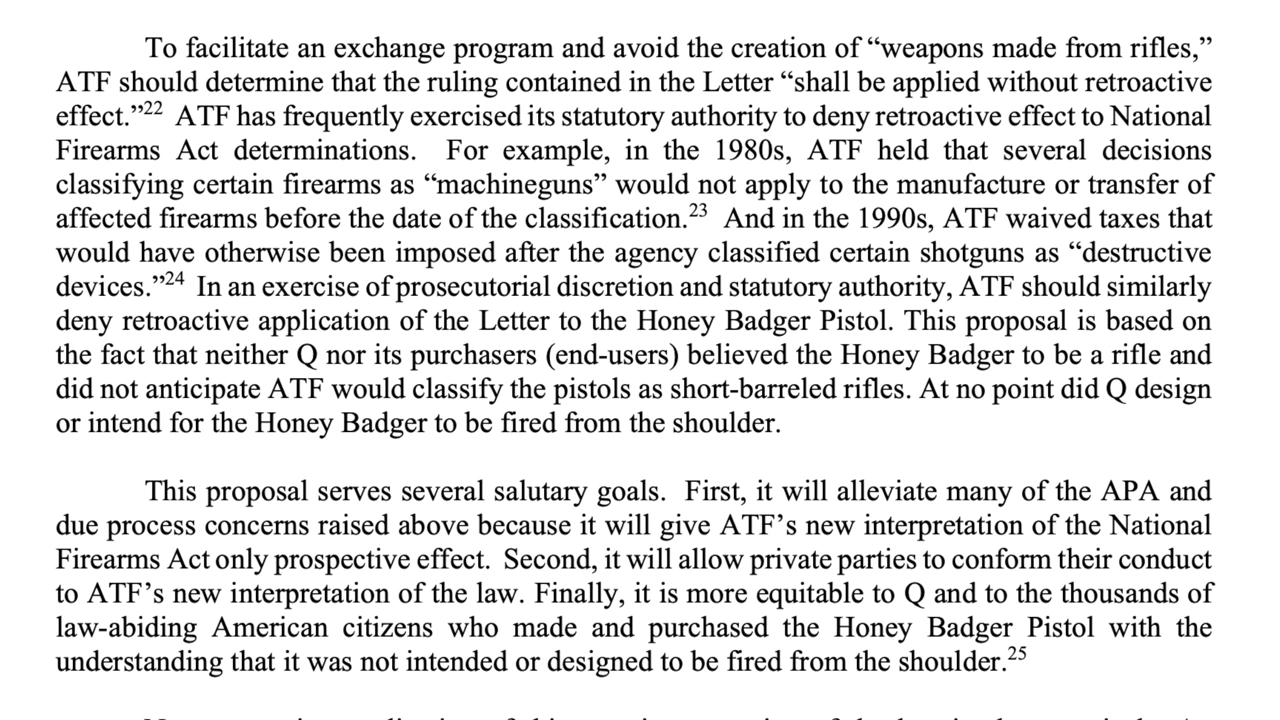 To facilitate an exchange program and avoid the creation of “weapons made from rifles,”
ATF should determine that the ruling contained in the Letter “shall be applied without retroactive
effect.”22 ATF has frequently exercised its statutory authority to deny retroactive effect to National
Firearms Act determinations. For example, in the 1980s, ATF held that several decisions
classifying certain firearms as “machineguns” would not apply to the manufacture or transfer of
affected firearms before the date of the classification.23 And in the 1990s, ATF waived taxes that
would have otherwise been imposed after the agency classified certain shotguns as “destructive
devices.”24 In an exercise of prosecutorial discretion and statutory authority, ATF should similarly
deny retroactive application of the Letter to the Honey Badger Pistol. This proposal is based on
the fact that neither Q nor its purchasers (end-users) believed the Honey Badger to be a rifle and
did not anticipate ATF would classify the pistols as short-barreled rifles. At no point did Q design
or intend for the Honey Badger to be fired from the shoulder.
This proposal serves several salutary goals. First, it will alleviate many of the APA and
due process concerns raised above because it will give ATF’s new interpretation of the National
Firearms Act only prospective effect. Second, it will allow private parties to conform their conduct
to ATF’s new interpretation of the law. Finally, it is more equitable to Q and to the thousands of
law-abiding American citizens who made and purchased the Honey Badger Pistol with the
understanding that it was not intended or designed to be fired from the shoulder.25